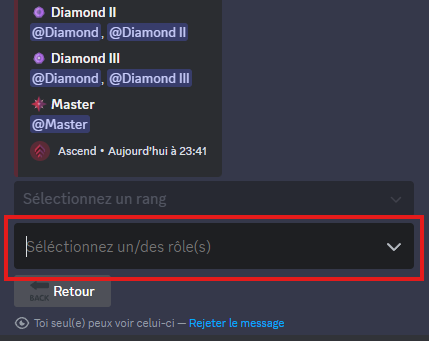 Diamond II
@Diamond, @Diamond II
Diamond III
@Diamond, @Diamond III
Master
@Master
Ascend • Aujourd'hui à 23:41
Sélectionnez un rang
Séléctionnez un/des rôle(s)
BACK Retour
Toi seul(e) peux voir celui-ci — Rejeter le message